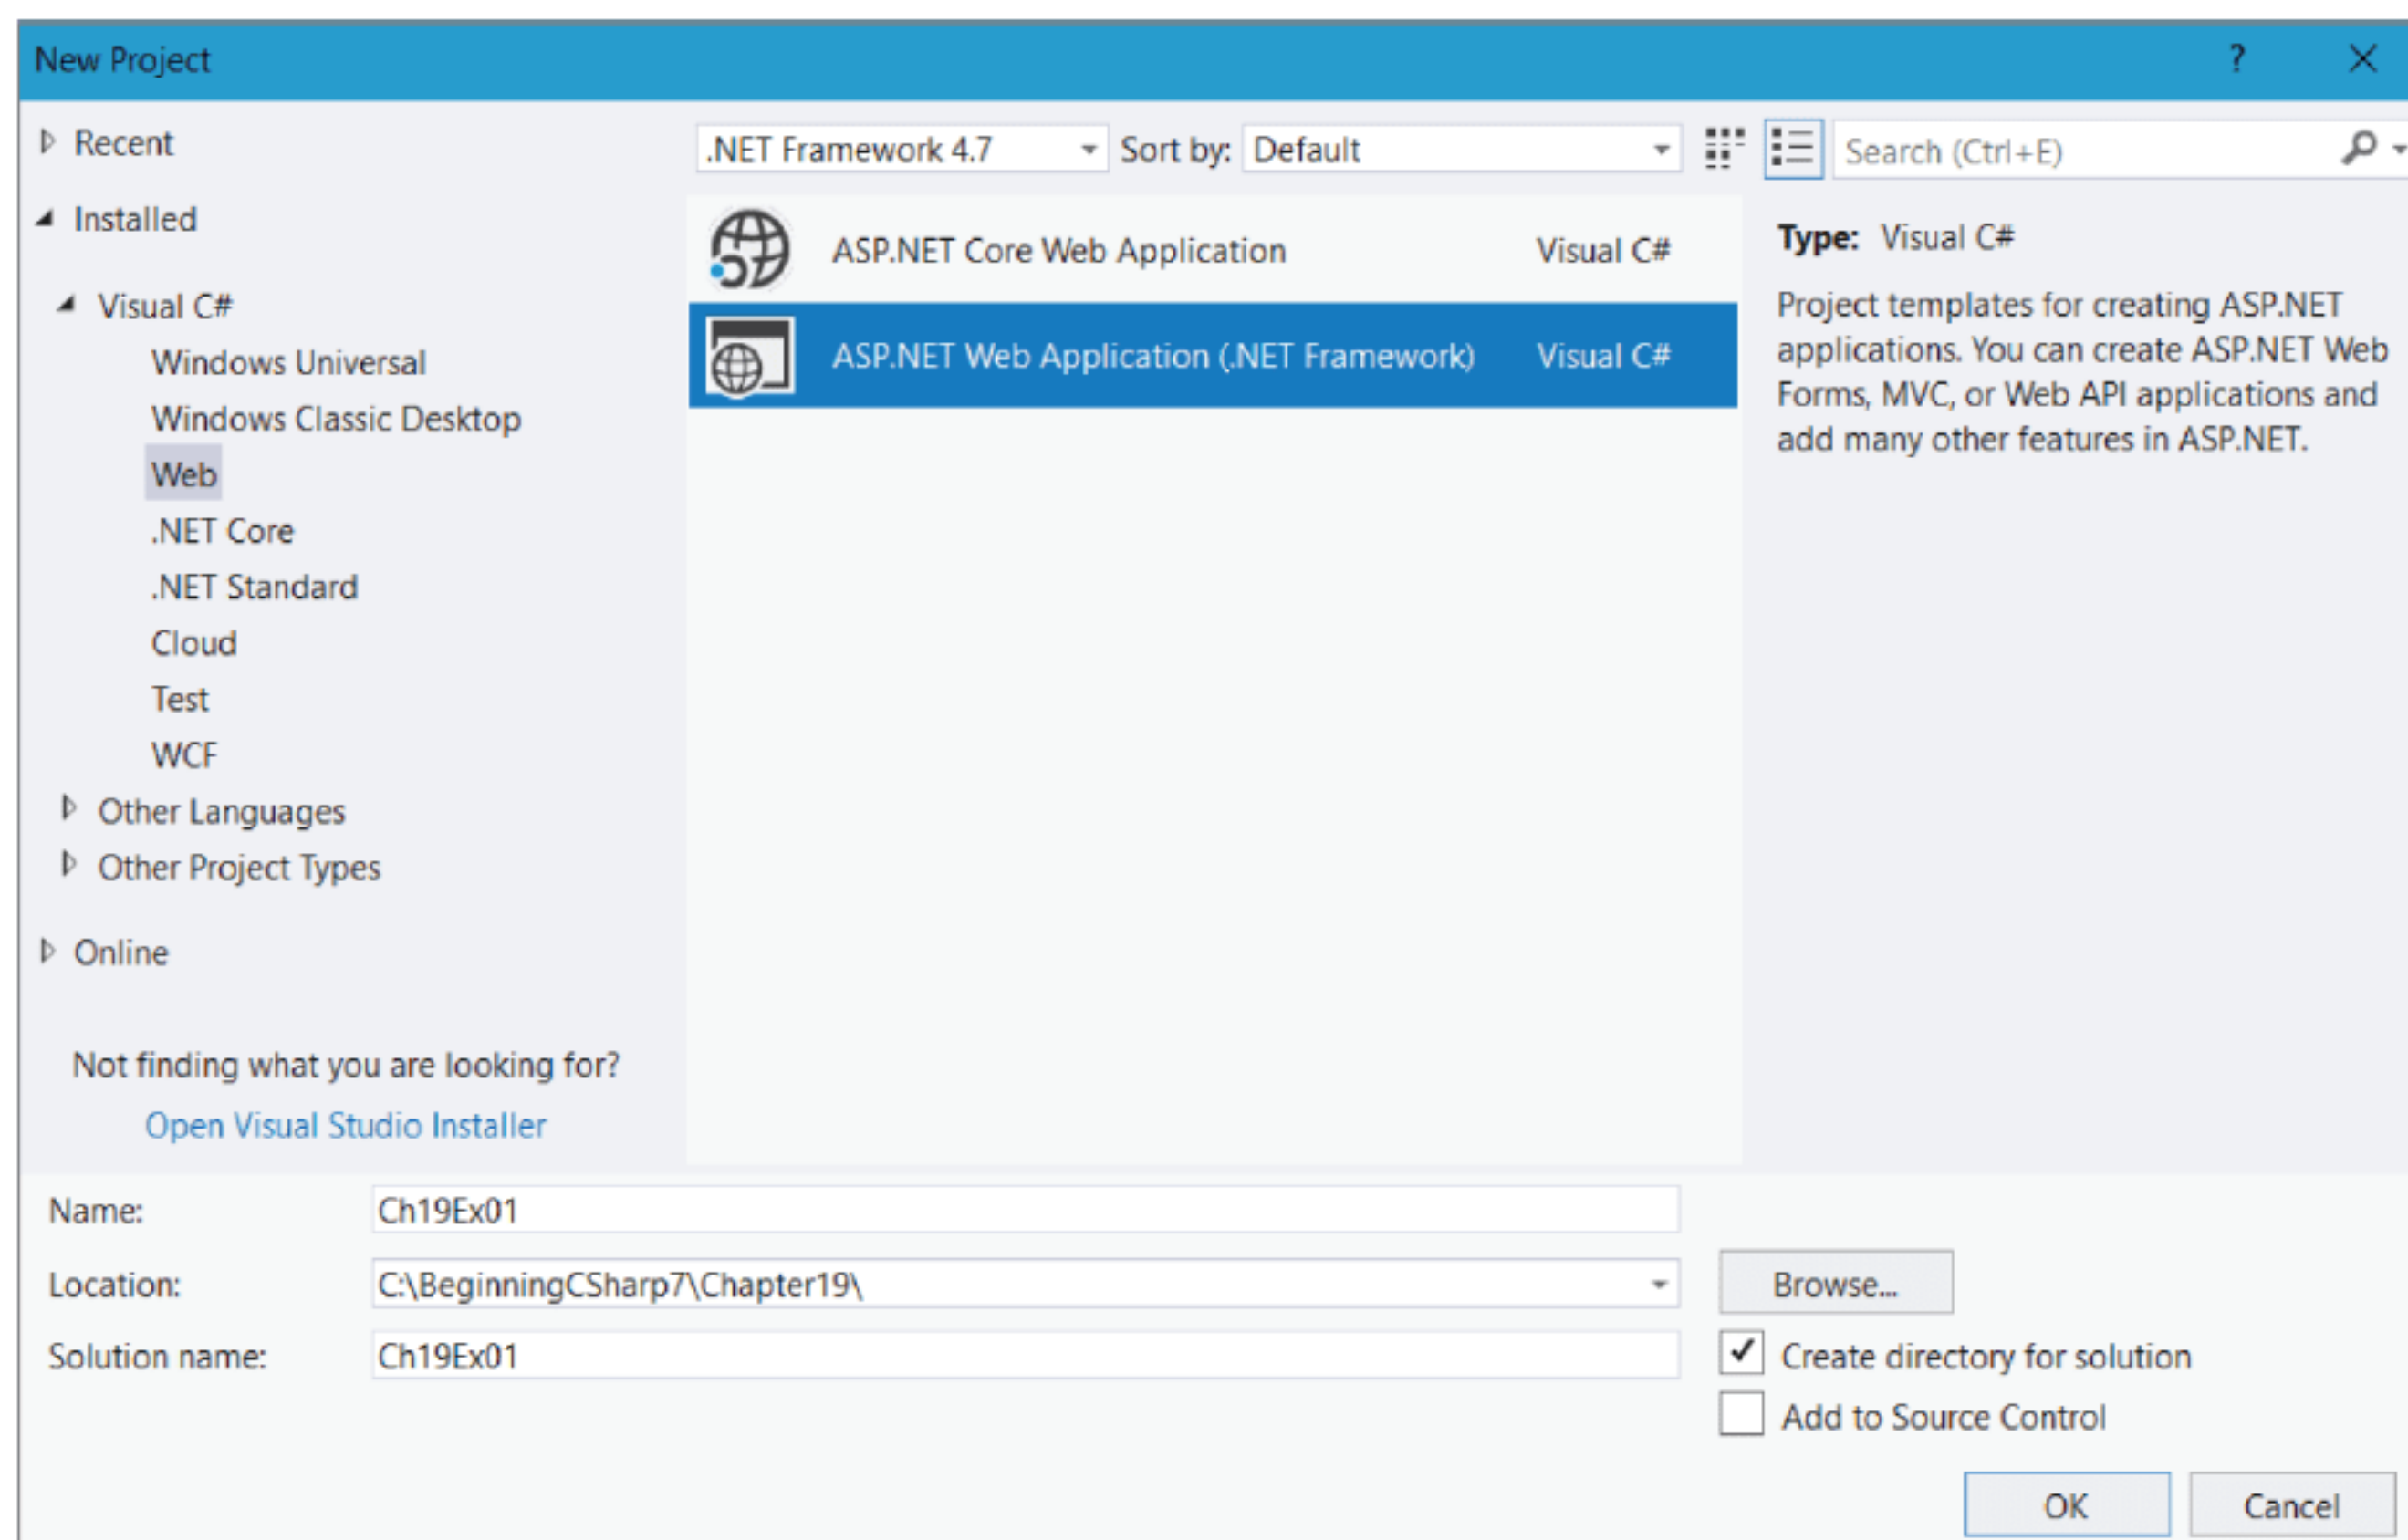 New Project
?
Recent
Installed
Visual C#
Windows Universal
Windows Classic Desktop
Web
.NET Core
.NET Standard
Cloud
Test
WCF
Other Languages
Other Project Types
Online
Not finding what you are looking for?
Open Visual Studio Installer
.NET Framework 4.7
Sort by: Default
Search (Ctrl+E)
ASP.NET Core Web Application Visual C#
ASP.NET Web Application (.NET Framework) Visual C#
Type: Visual C#
Project templates for creating ASP.NET
applications. You can create ASP.NET Web
Forms, MVC, or Web API applications and
add many other features in ASP.NET.
Name: Ch19Ex01
Location: C:\BeginningCSharp7\Chapter19\
Browse...
Solution name: Ch19Ex01
Create directory for solution
Add to Source Control
OK
Cancel